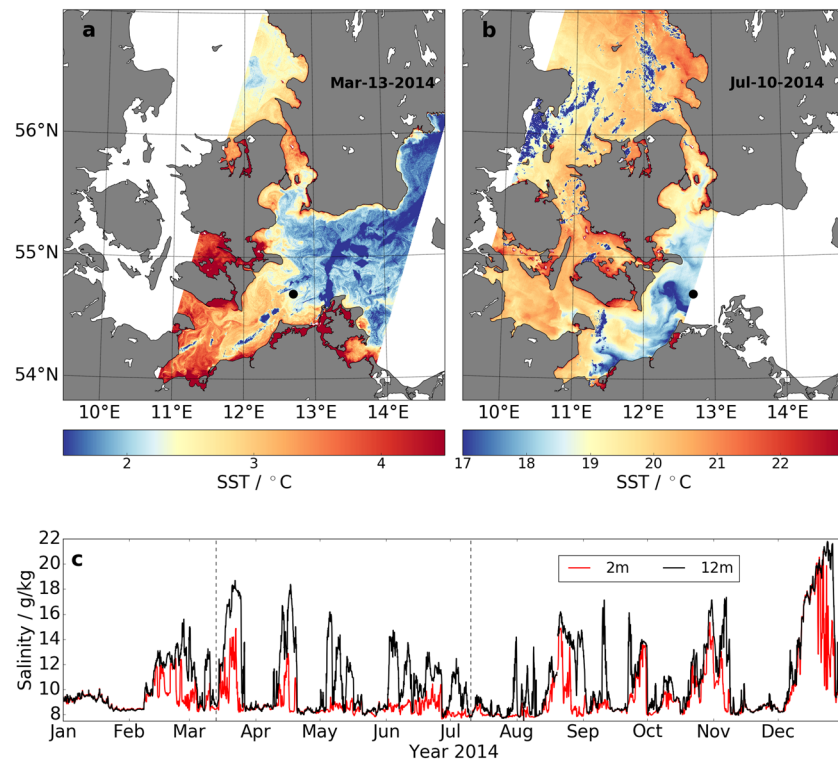 a
Mar-13-2014
b
Jul-10-2014
56°N
55°N
54°N
10°E 11°E 12°E 13°E 14°E
10°E 11°E 12°E 13°E 14°E
2 3 4
17 18 19 20 21 22
SST / °C
SST / °C
c
2m 12m
22
20
18
16
14
12
10
8
Salinity / g/kg
Jan Feb Mar Apr May Jun Jul Aug Sep Oct Nov Dec
Year 2014